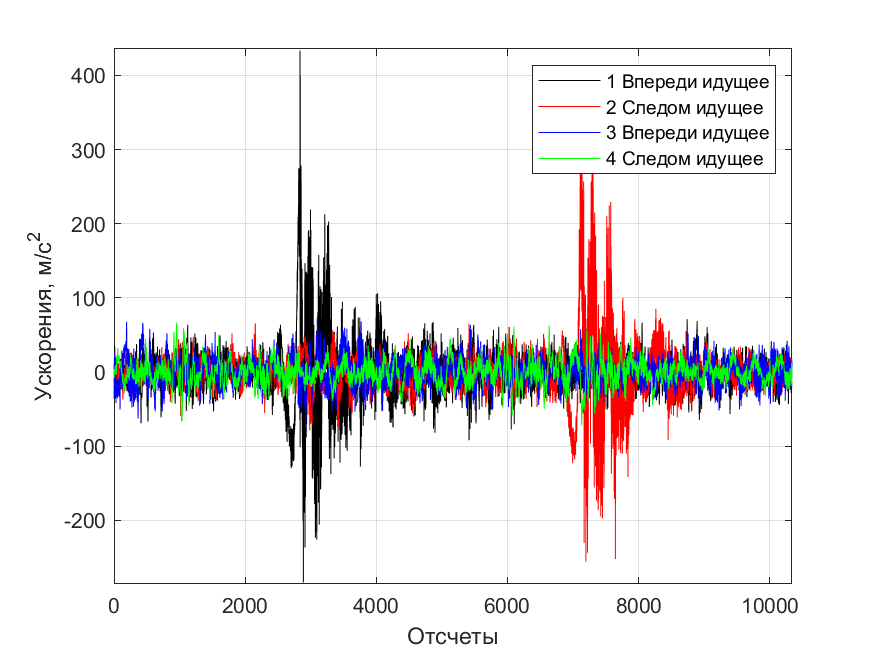 400
300
200
100
0
-100
-200
0 2000 4000 6000 8000 10000
Ускорения, м/с²
Отсчеты
1 Впереди идущее
2 Следом идущее
3 Впереди идущее
4 Следом идущее